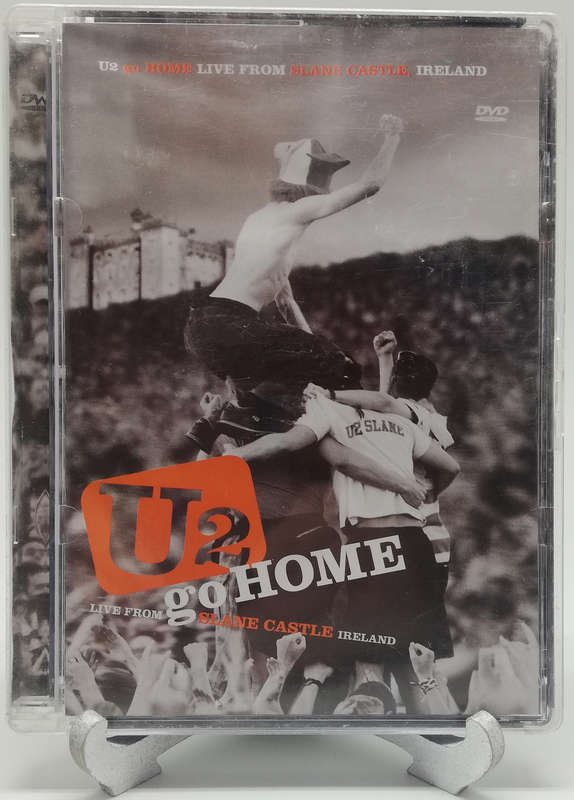 U2 go HOME LIVE FROM SLANE CASTLE, IRELAND
DVD
U2 SLANE
U2
go HOME
LIVE FROM SLANE CASTLE IRELAND